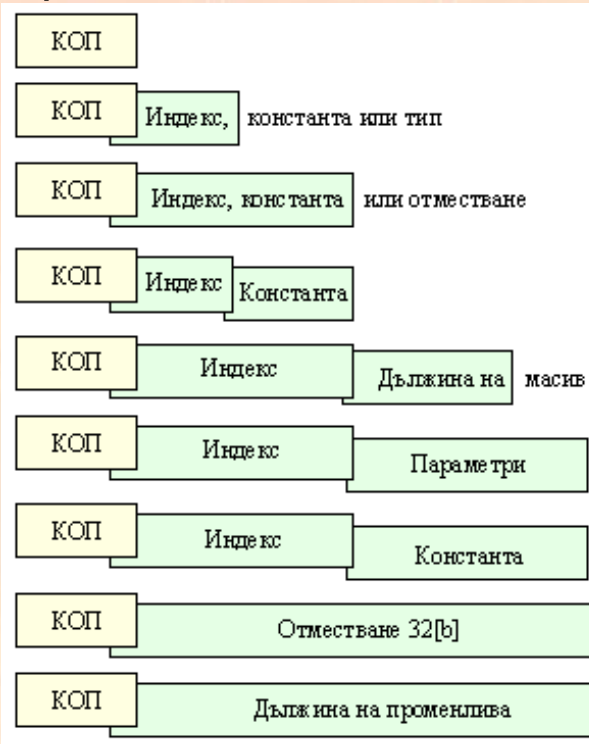 КОП
КОП Индекс, константа или тип
КОП Индекс, константа или отместване
КОП Индекс Константа
КОП Индекс Дължина на масив
КОП Индекс Параметри
КОП Индекс Константа
КОП Отместване 32[b]
КОП Дължина на променлива